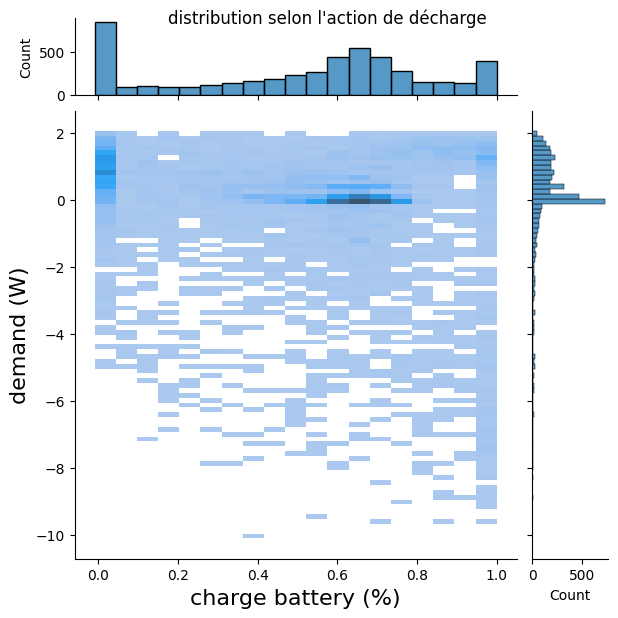 distribution selon l'action de décharge
Count
500
0
2
0
−2
−4
−6
−8
−10
demand (W)
0.0 0.2 0.4 0.6 0.8 1.0
charge battery (%)
0 500
Count